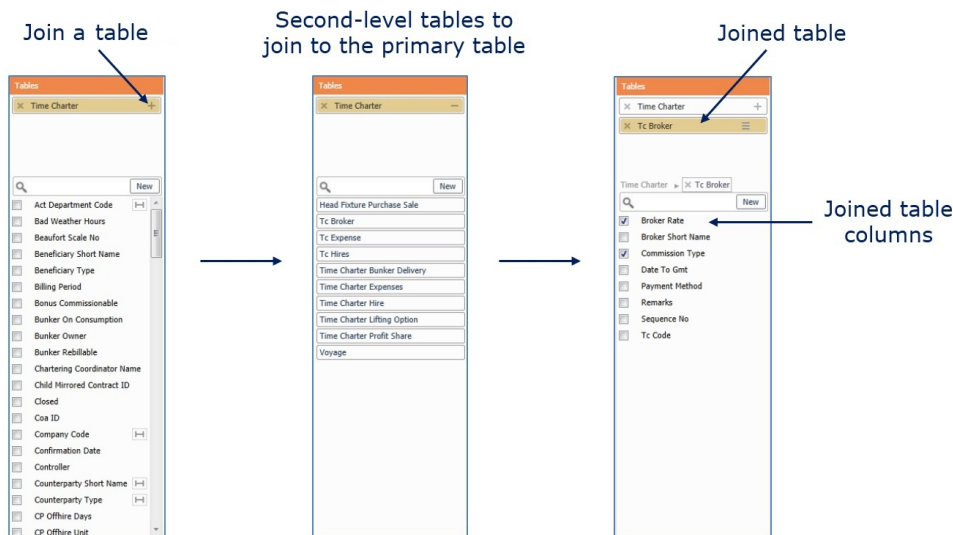 Join a table
Second-level tables to
join to the primary table
Joined table
Tables
Time Charter
New
Act Department Code
Bad Weather Hours
Beaufort Scale No
Beneficiary Short Name
Beneficiary Type
Billing Period
Bonus Commissionable
Bunker On Consumption
Bunker Owner
Bunker Rebillable
Chartering Coordinator Name
Child Mirrored Contract ID
Closed
Coa ID
Company Code
Confirmation Date
Controller
Counterparty Short Name
Counterparty Type
CP Offhire Days
CP Offhire Unit
Tables
Time Charter
New
Head Fixture Purchase Sale
Tc Broker
Tc Expense
Tc Hires
Time Charter Bunker Delivery
Time Charter Expenses
Time Charter Hire
Time Charter Lifting Option
Time Charter Profit Share
Voyage
Tables
Time Charter
Tc Broker
Time Charter Tc Broker
New
Broker Rate
Broker Short Name
Commission Type
Date To Gmt
Payment Method
Remarks
Sequence No
Tc Code
Joined table
columns